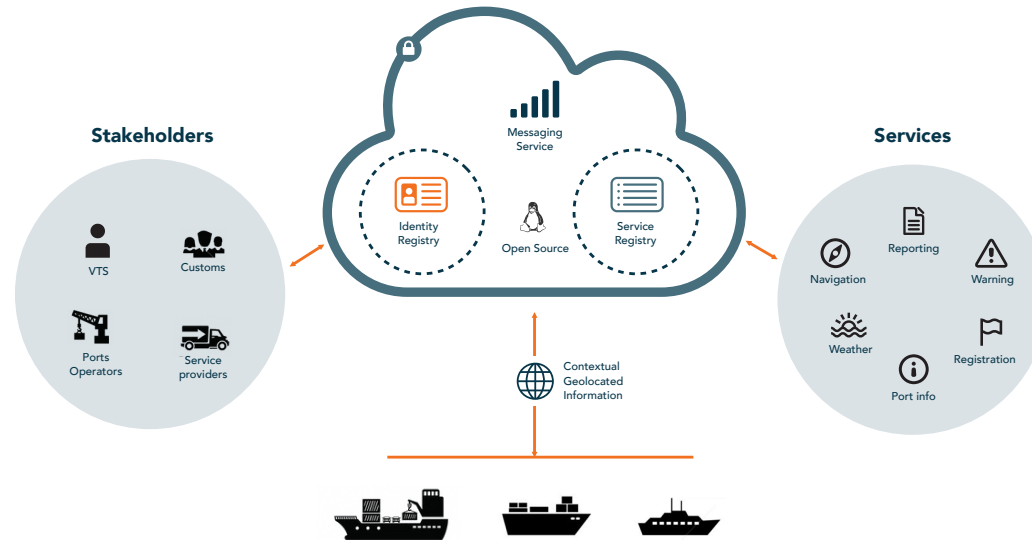 Stakeholders
VTS
Customs
Ports
Operators
Service
providers
Messaging
Service
Identity
Registry
Open Source
Service
Registry
Contextual
Geolocated
Information
Services
Reporting
Navigation
Warning
Weather
Registration
Port info